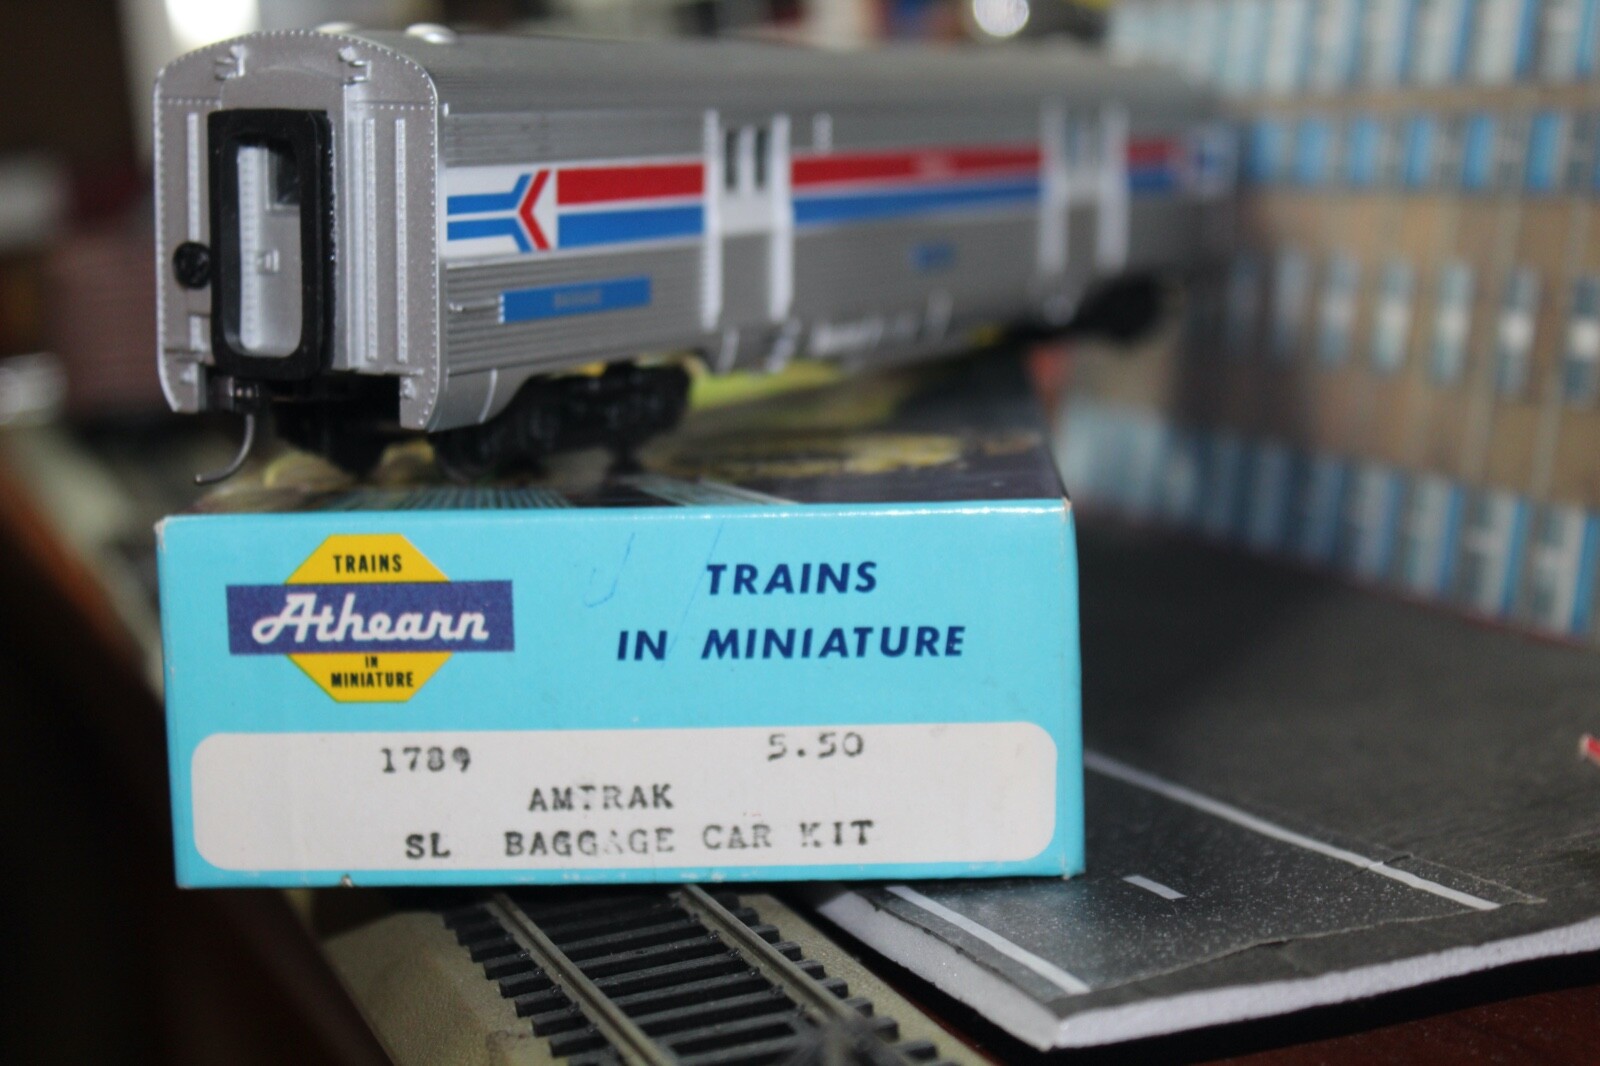 TRAINS
Athearn
IN
MINIATURE
TRAINS
IN MINIATURE
1789 5.50
AMTRAK
SL BAGGAGE CAR KIT